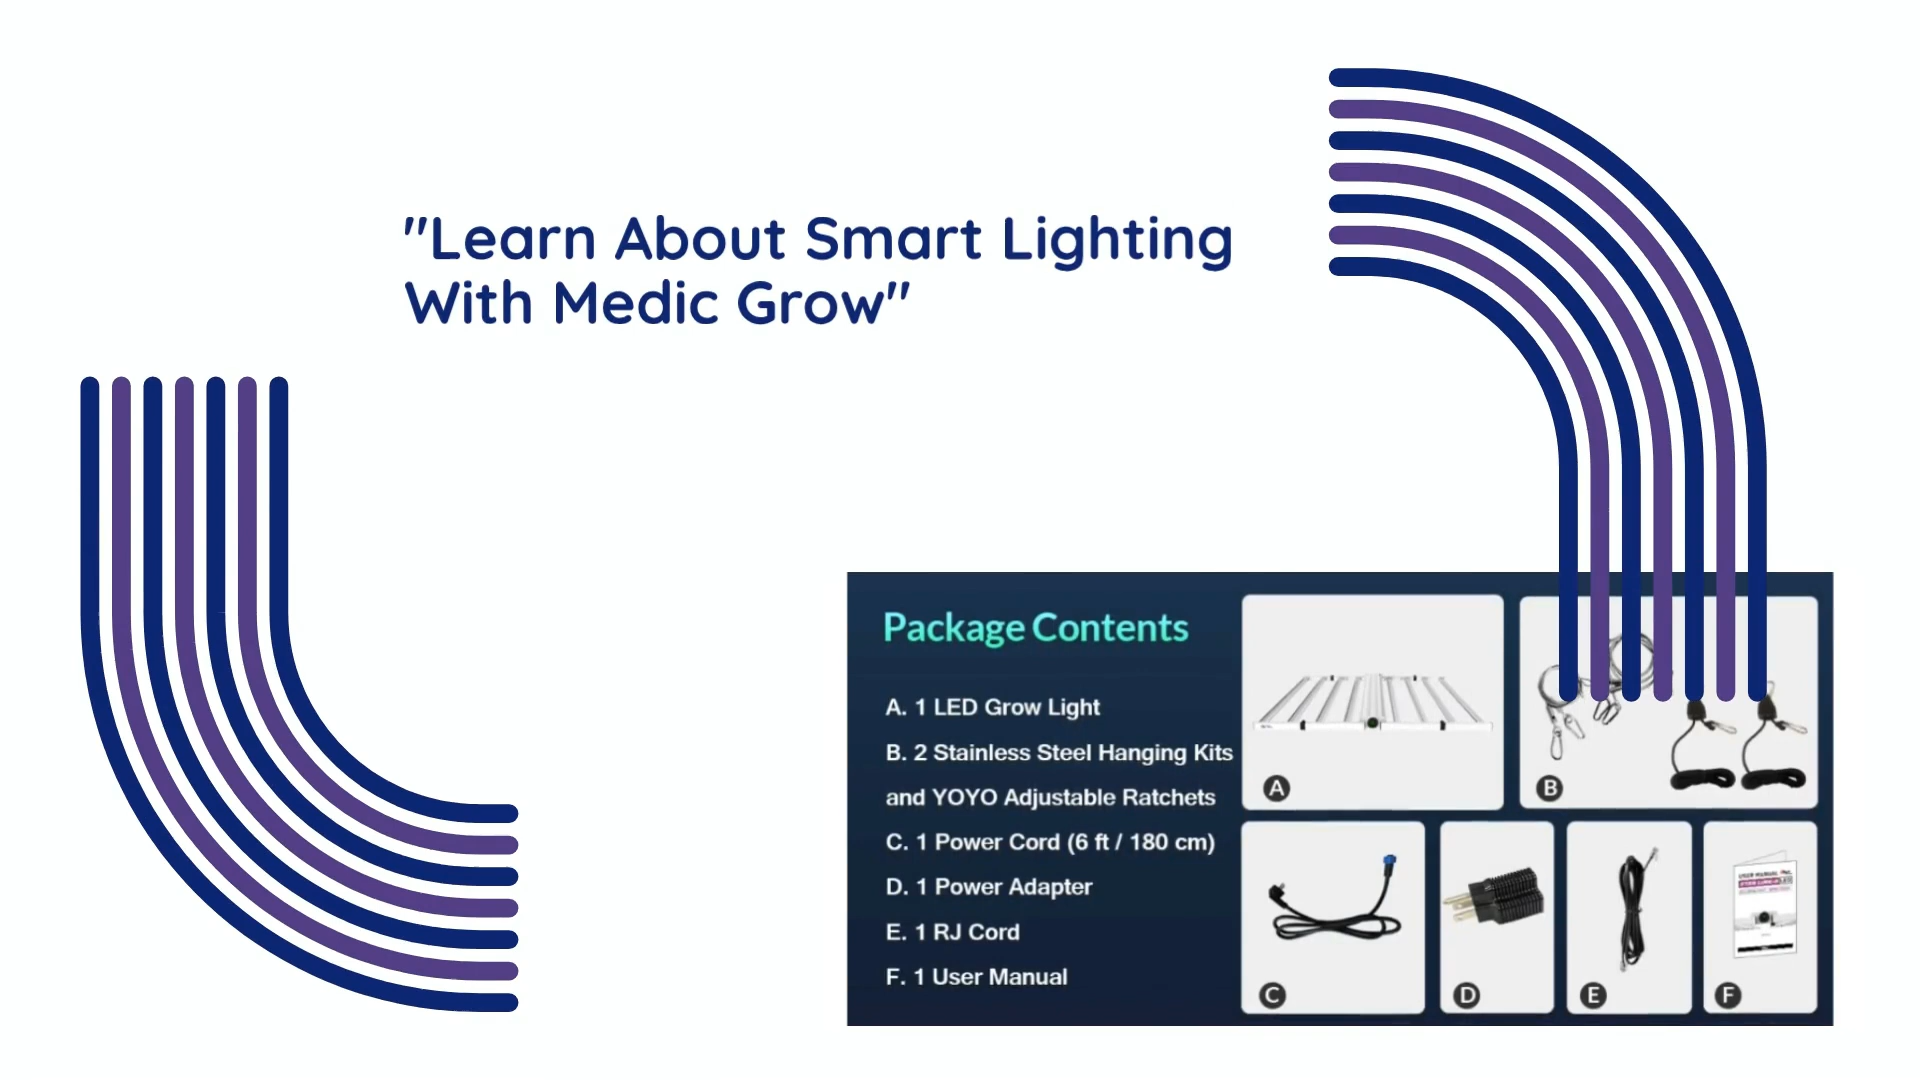 "Learn About Smart Lighting
With Medic Grow"
Package Contents
A. 1 LED Grow Light
B. 2 Stainless Steel Hanging Kits
and YOYO Adjustable Ratchets
C. 1 Power Cord (6 ft / 180 cm)
D. 1 Power Adapter
E. 1 RJ Cord
F. 1 User Manual
A
B
C
D
E
F
USER MANUAL